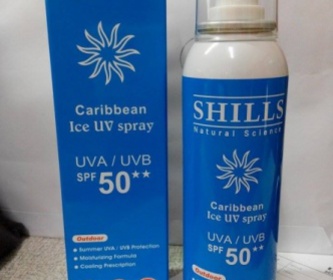 Caribbean
Ice UV spray
UVA / UVB
SPF 50★★
Outdoor
Summer UVA / UVB Protection
Moisturizing Formula
Cooling Prescription
SHILLS
Natural Science
Caribbean
Ice UV spray
UVA / UVB
SPF 50★★
Outdoor